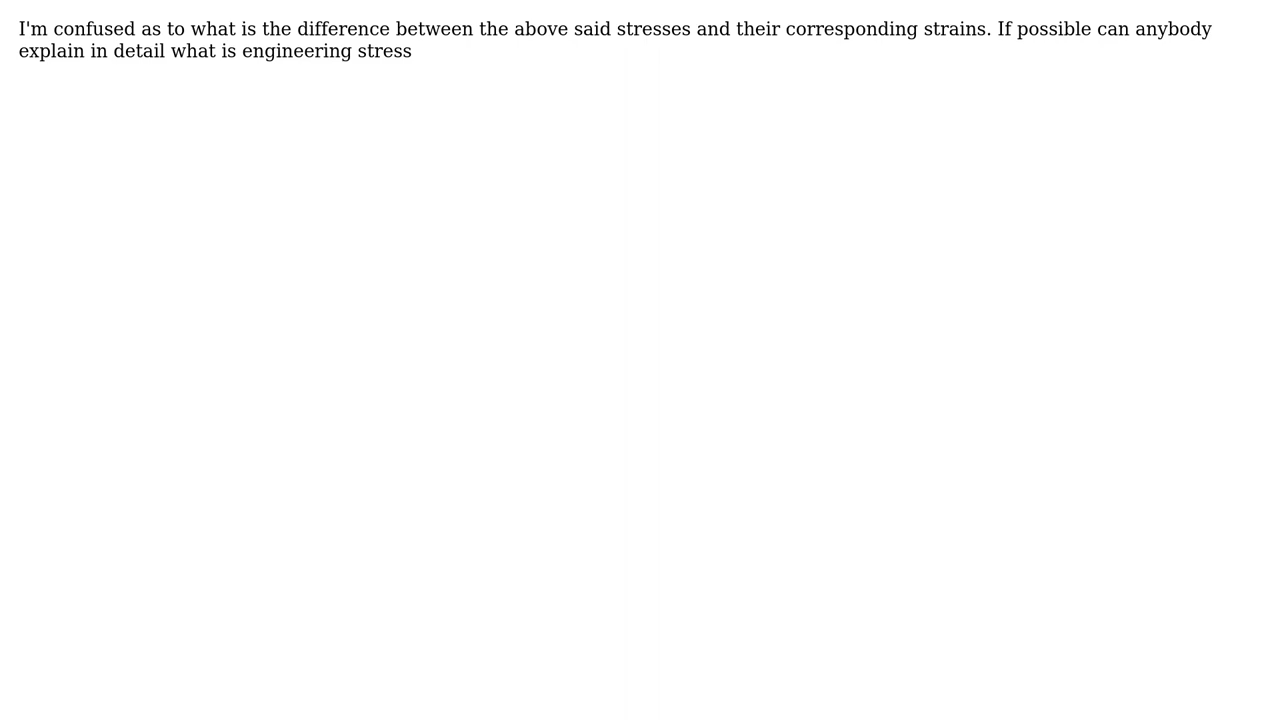 I'm confused as to what is the difference between the above said stresses and their corresponding strains. If possible can anybody
explain in detail what is engineering stress